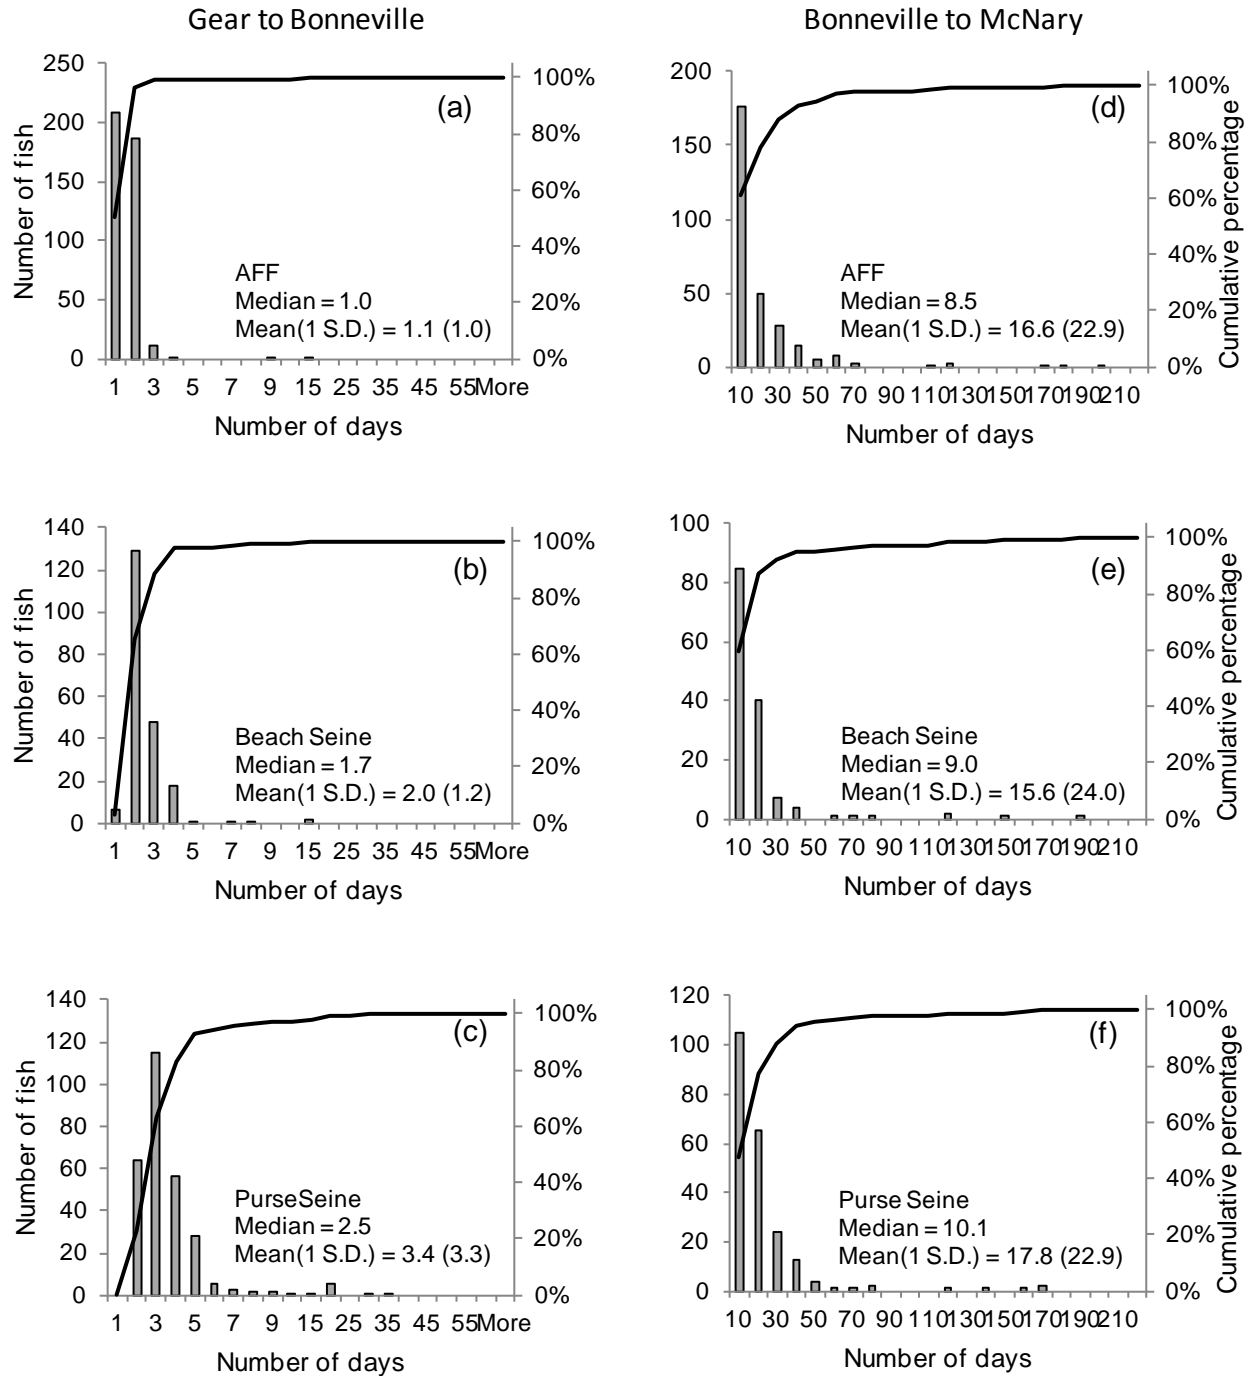 Gear to Bonneville
Bonneville to McNary
250
200
150
100
50
0
100%
80%
60%
40%
20%
0%
(a)
Number of fish
AFF
Median = 1.0
Mean(1 S.D.) = 1.1 (1.0)
1 3 5 7 9 15 25 35 45 55More
Number of days
200
150
100
50
0
100%
80%
60%
40%
20%
0%
(d)
Cumulative percentage
AFF
Median = 8.5
Mean(1 S.D.) = 16.6 (22.9)
10 30 50 70 90 110130150170190210
Number of days
140
120
100
80
60
40
20
0
100%
80%
60%
40%
20%
0%
(b)
Number of fish
Beach Seine
Median = 1.7
Mean(1 S.D.) = 2.0 (1.2)
1 3 5 7 9 15 25 35 45 55More
Number of days
100
80
60
40
20
0
100%
80%
60%
40%
20%
0%
(e)
Cumulative percentage
Beach Seine
Median = 9.0
Mean(1 S.D.) = 15.6 (24.0)
10 30 50 70 90 110130150170190210
Number of days
140
120
100
80
60
40
20
0
100%
80%
60%
40%
20%
0%
(c)
Number of fish
Purse Seine
Median = 2.5
Mean(1 S.D.) = 3.4 (3.3)
1 3 5 7 9 15 25 35 45 55More
Number of days
120
100
80
60
40
20
0
100%
80%
60%
40%
20%
0%
(f)
Cumulative percentage
Purse Seine
Median = 10.1
Mean(1 S.D.) = 17.8 (22.9)
10 30 50 70 90 110130150170190210
Number of days